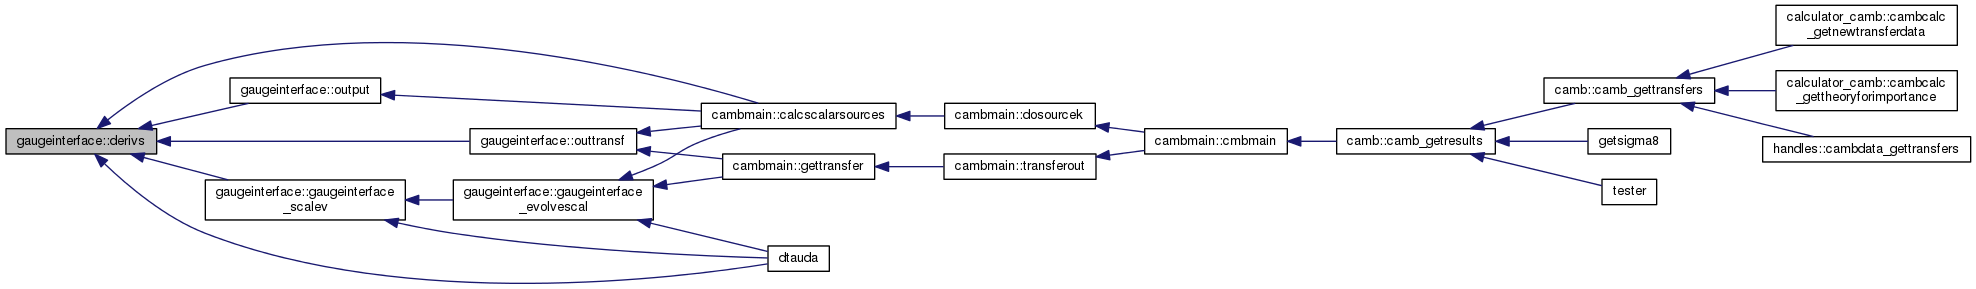 gaugeinterface::derivs
gaugeinterface::output
gaugeinterface::outtransf
gaugeinterface::gaugeinterface
_scalev
gaugeinterface::gaugeinterface
_evolvescal
cambmain::calcscalarsources
cambmain::gettransfer
dtauda
cambmain::dosourcek
cambmain::transferout
cambmain::cmbmain
camb::camb_getresults
camb::camb_gettransfers
getsigma8
tester
calculator_camb::cambcalc
_getnewtransferdata
calculator_camb::cambcalc
_gettheoryforimportance
handles::cambdata_gettransfers